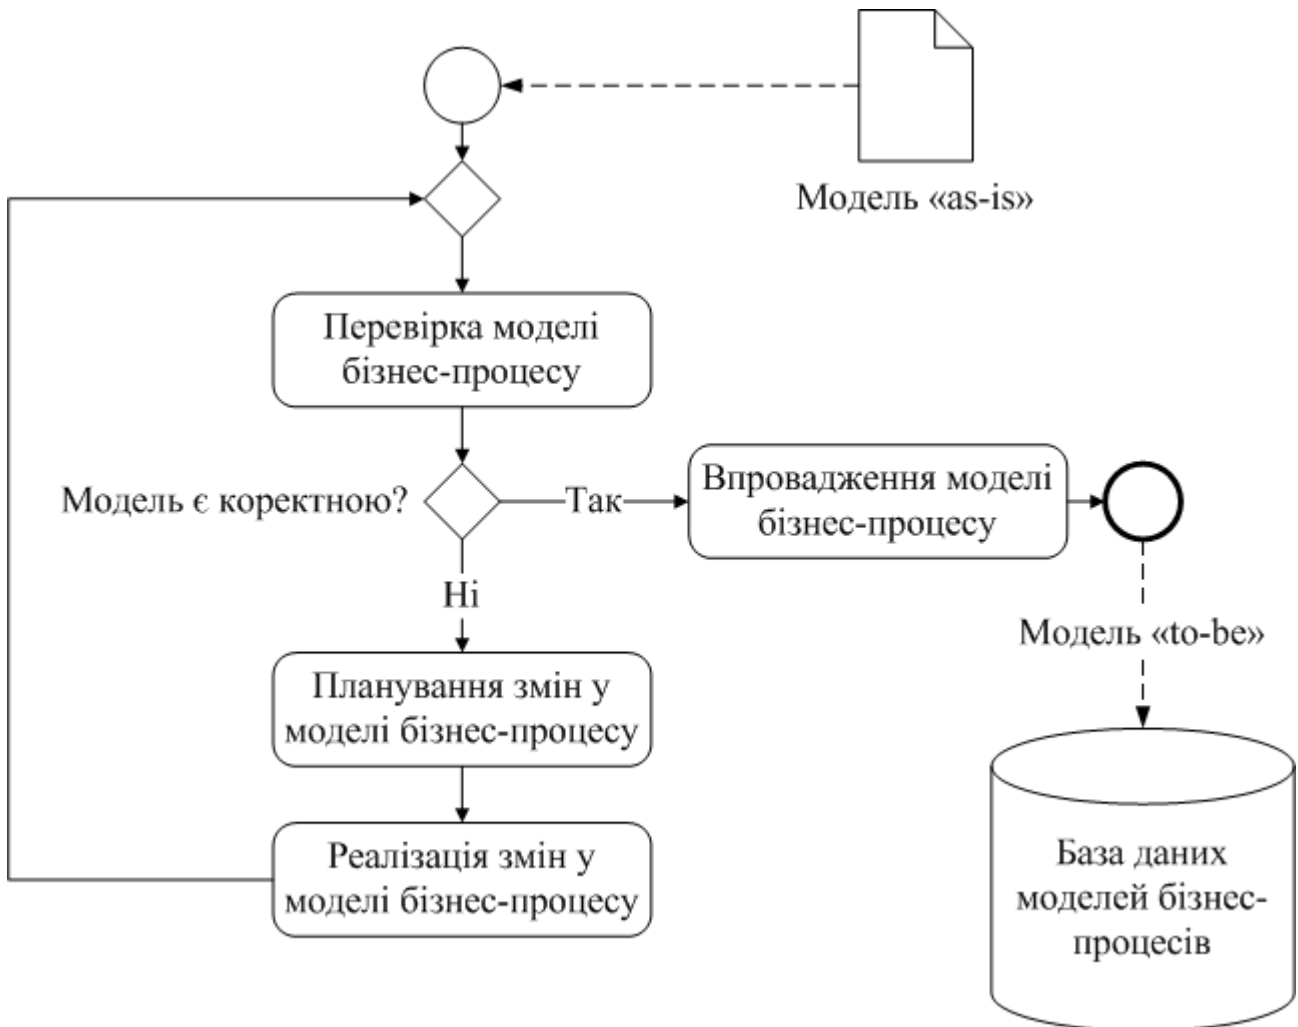 Модель «as-is»
Перевірка моделі
бізнес-процесу
Модель є коректною?
Так
Впровадження моделі
бізнес-процесу
Ні
Модель «to-be»
Планування змін у
моделі бізнес-процесу
Реалізація змін у
моделі бізнес-процесу
База даних
моделей бізнес-
процесів